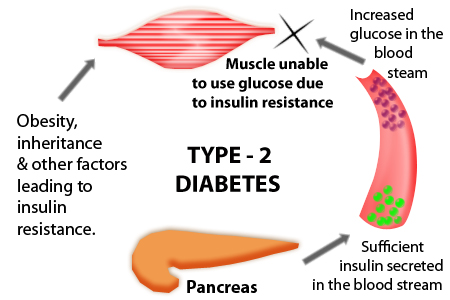 Increased
glucose in the
blood
steam
Muscle unable
to use glucose due
to insulin resistance
Obesity,
inheritance
& other factors
leading to
insulin
resistance.
TYPE - 2
DIABETES
Pancreas
Sufficient
insulin secreted
in the blood stream